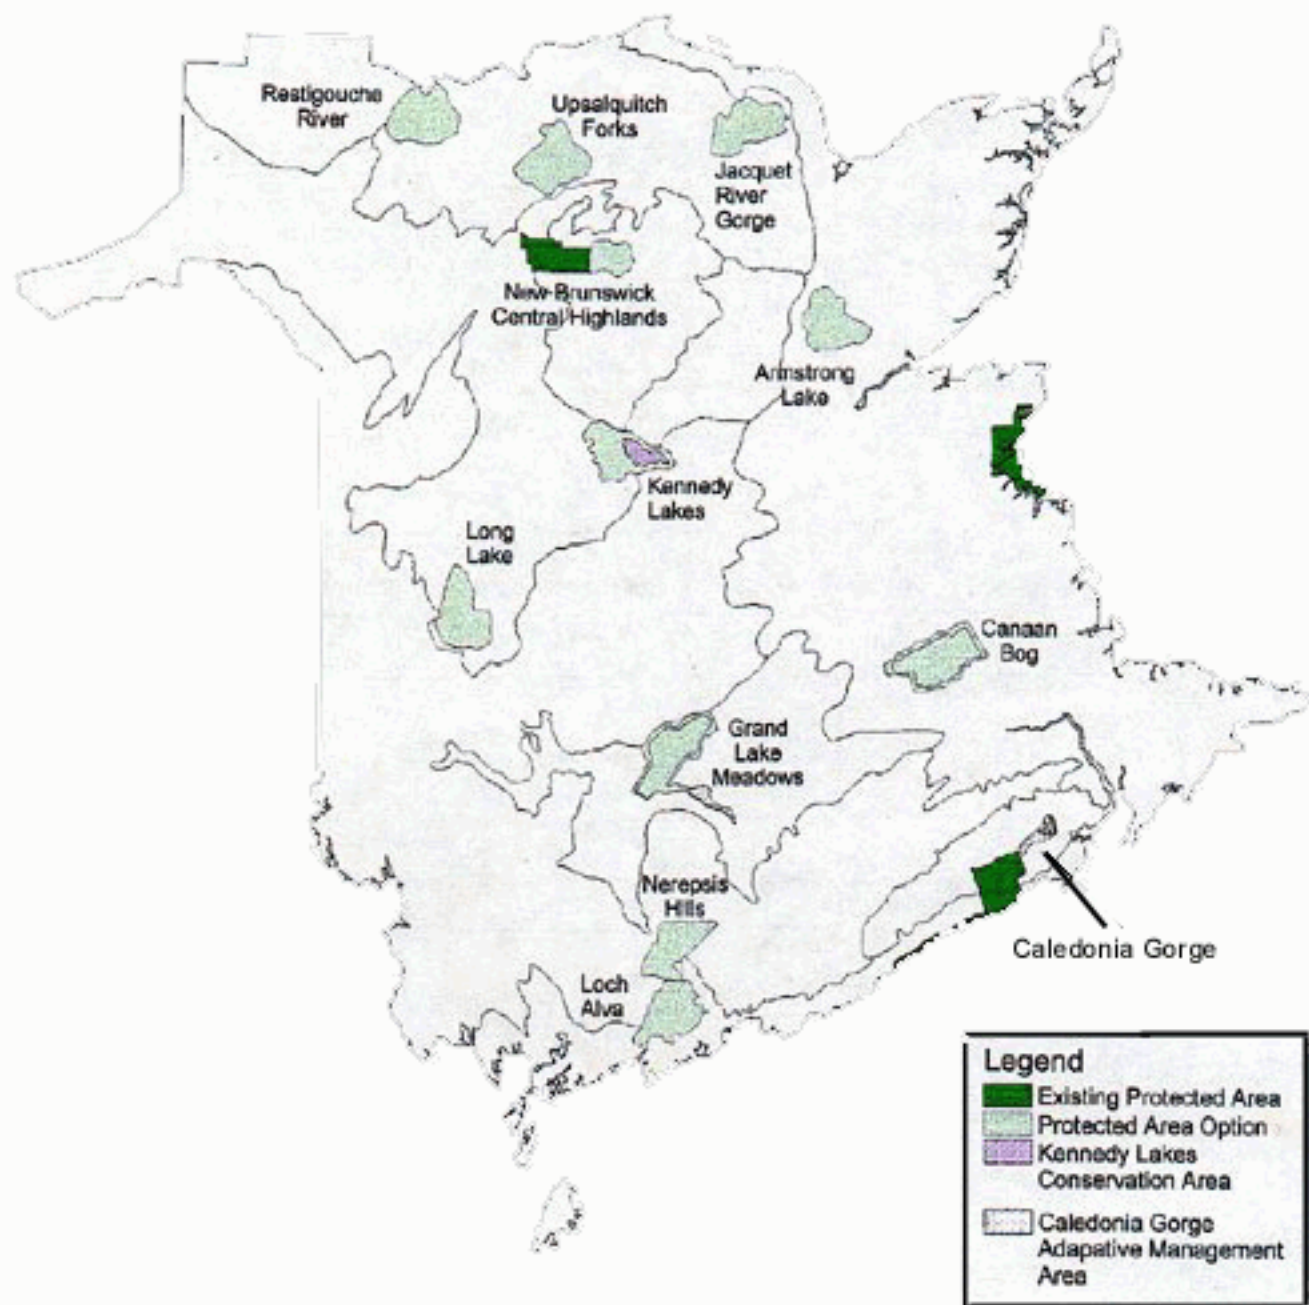 Restigouche
River
Upsalquitch
Forks
Jacquet
River
Gorge
New Brunswick
Central Highlands
Armstrong
Lake
Kennedy
Lakes
Long
Lake
Canaan
Bog
Grand
Lake
Meadows
Nerepsis
Hills
Loch
Alva
Caledonia Gorge
Legend
Existing Protected Area
Protected Area Option
Kennedy Lakes
Conservation Area
Caledonia Gorge
Adapative Management
Area